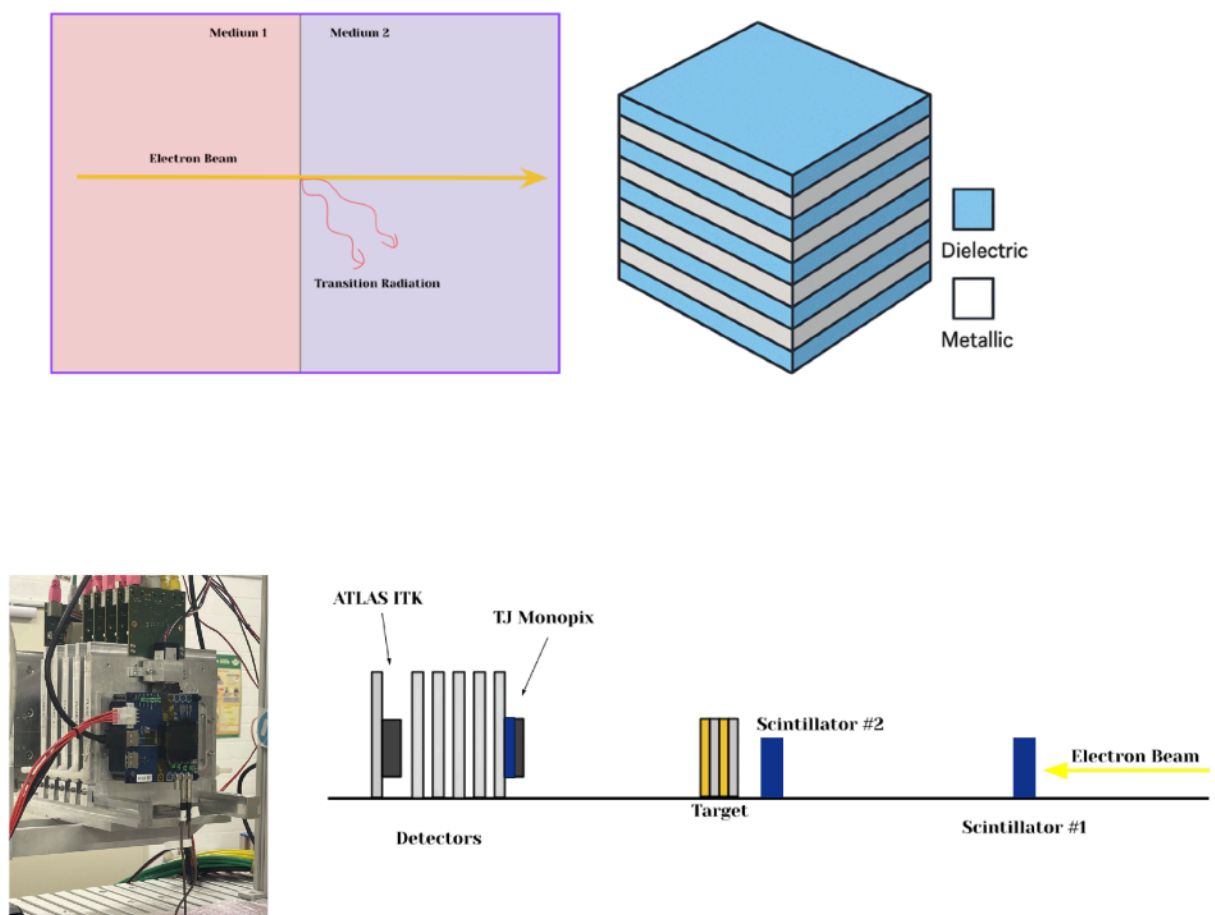 Medium 1
Medium 2
Electron Beam
Transition Radiation
Dielectric
Metallic
ATLAS ITK
TJ Monopix
Scintillator #2
Electron Beam
Target
Scintillator #1
Detectors